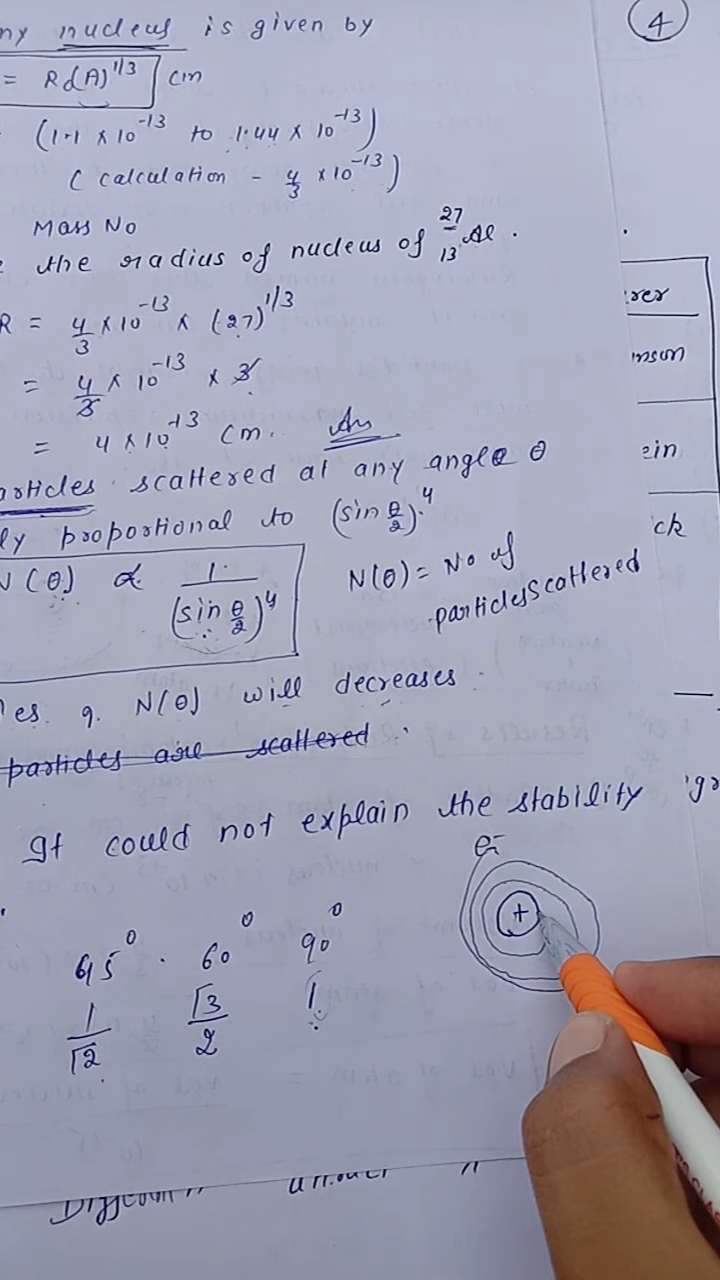 ny nucleus is given by
4
= Ro(A)^1/3 cm
(1.1 × 10^-13 to 1.44 × 10^-13)
( calculation - 4/3 × 10^-13 )
Mass No
the radius of nucleus of 27 13 Al .
R = 4/3 × 10^-13 × (27)^1/3
= 4/3 × 10^-13 × 3
= 4 × 10^-13 cm. Ans
articles scattered at any angle θ
ly proportional to (sin θ/2)^4
N(θ) ∝ 1/(sin θ/2)^4
N(θ) = No of
particles scattered
es q. N(θ) will decreases.
particles are scattered.
It could not explain the stability
e-
+
45° . 60° 90°
1/√2 √3/2 1
rer
mson
ein
ck